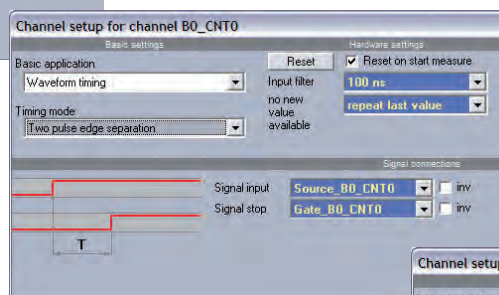 Channel setup for channel B0_CNT0
Basic settings
Hardware settings
Basic application
Waveform timing
Timing mode
Two pulse edge separation
Reset
Reset on start measure
Input filter
100 ns
no new
value
available
repeat last value
Signal connections
Signal input
Source_B0_CNT0
inv
Signal stop
Gate_B0_CNT0
inv
T
Channel setup